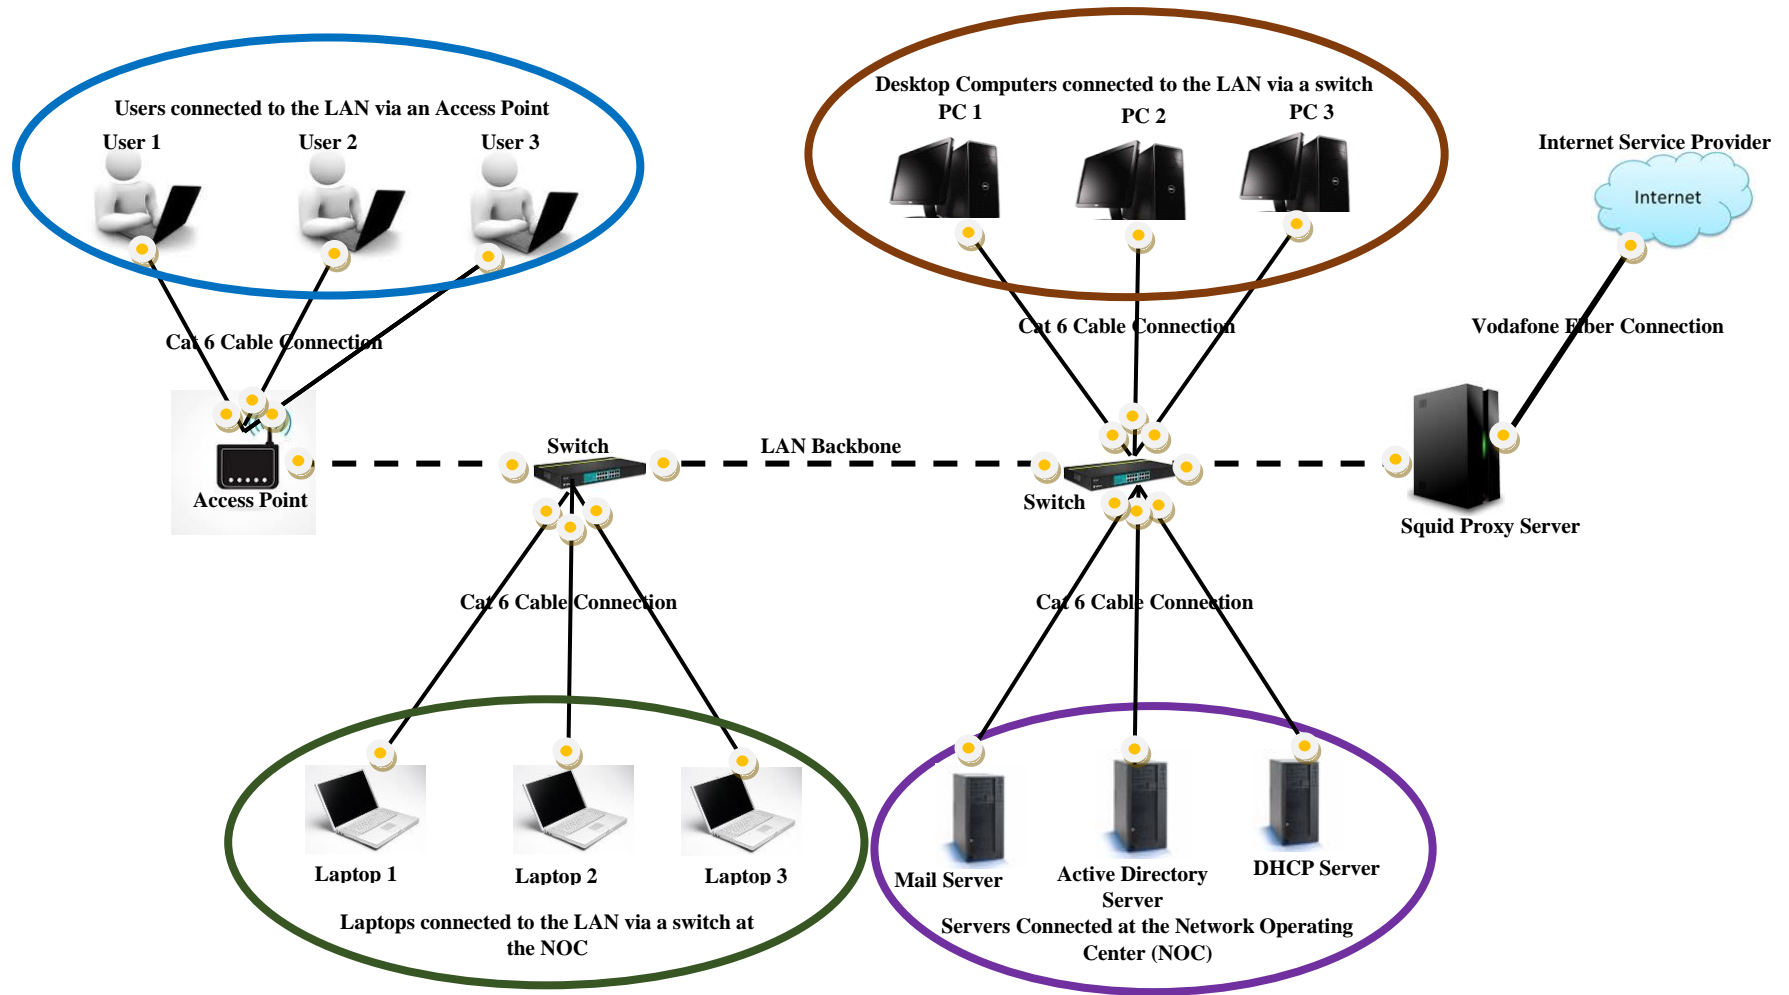 Users connected to the LAN via an Access Point
User 1
User 2
User 3
Desktop Computers connected to the LAN via a switch
PC 1
PC 2
PC 3
Internet Service Provider
Internet
Cat 6 Cable Connection
Cat 6 Cable Connection
Vodafone Fiber Connection
Access Point
Switch
LAN Backbone
Switch
Squid Proxy Server
Cat 6 Cable Connection
Cat 6 Cable Connection
Laptop 1
Laptop 2
Laptop 3
Laptops connected to the LAN via a switch at
the NOC
Mail Server
Active Directory
Server
DHCP Server
Servers Connected at the Network Operating
Center (NOC)